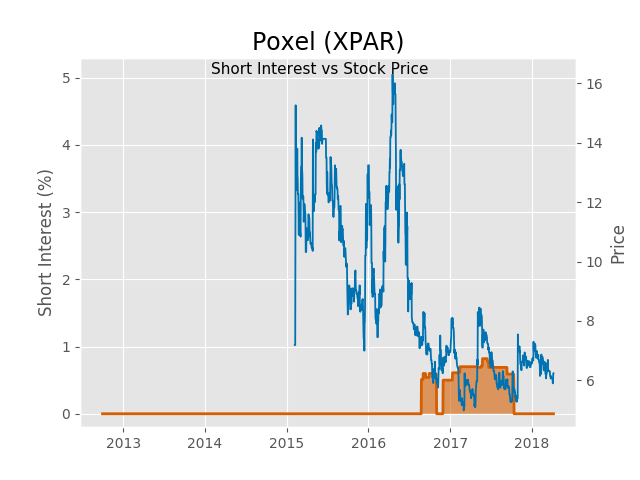 Poxel (XPAR)
Short Interest vs Stock Price
Short Interest (%)
5
4
3
2
1
0
16
14
12
10
8
6
Price
2013 2014 2015 2016 2017 2018